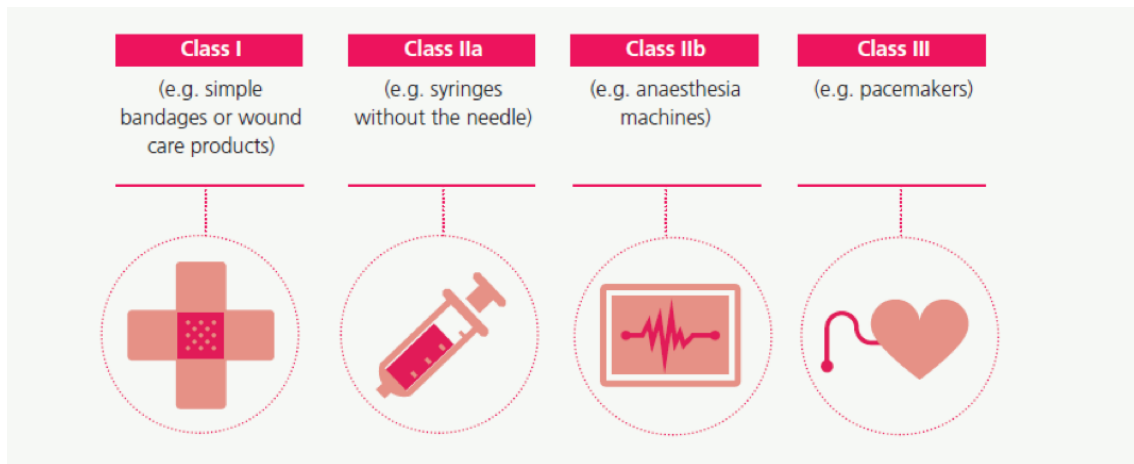 Class I
(e.g. simple
bandages or wound
care products)
Class IIa
(e.g. syringes
without the needle)
Class IIb
(e.g. anaesthesia
machines)
Class III
(e.g. pacemakers)